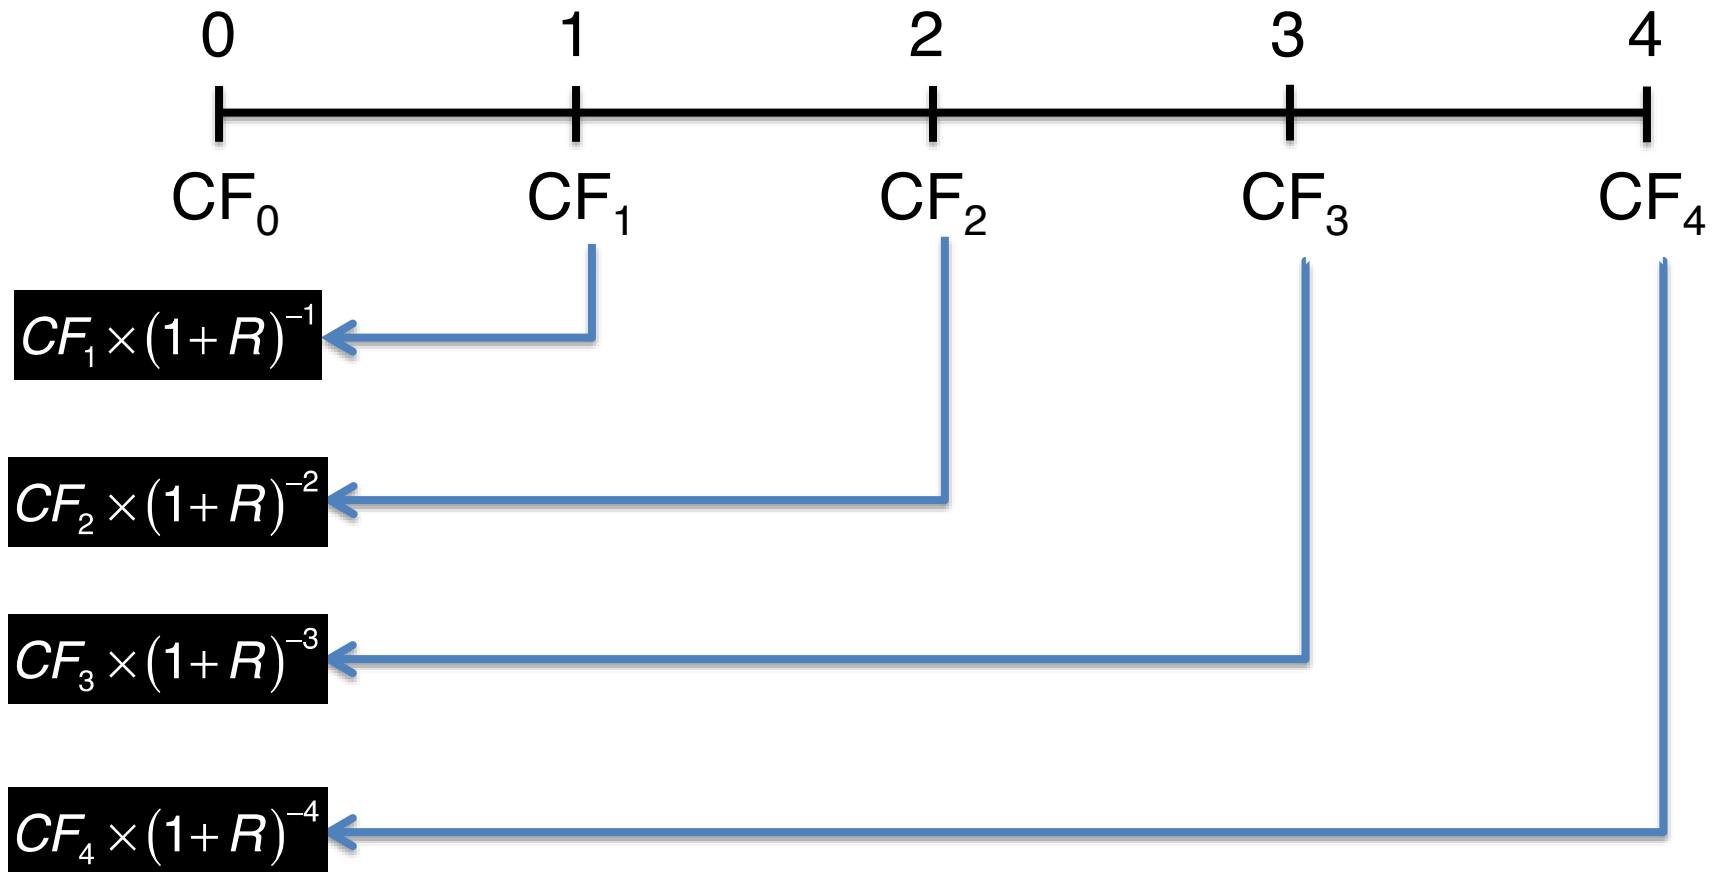 0 1 2 3 4
CF₀ CF₁ CF₂ CF₃ CF₄
CF₁ × (1+ R)⁻¹
CF₂ × (1+ R)⁻²
CF₃ × (1+ R)⁻³
CF₄ × (1+ R)⁻⁴